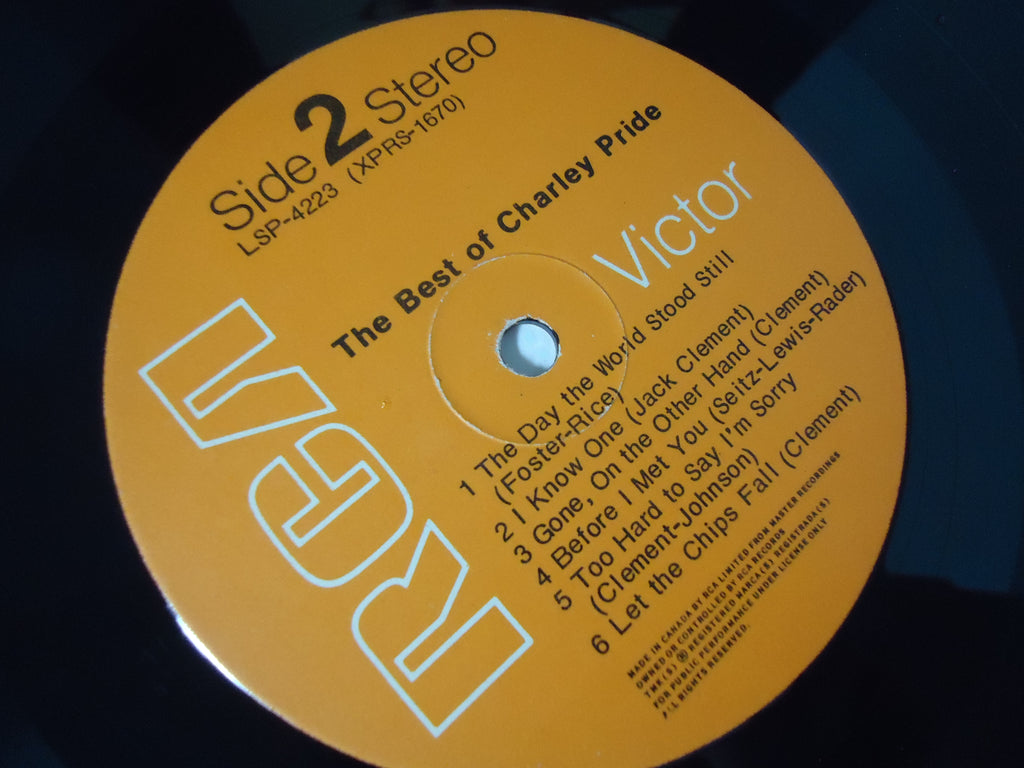 Side 2 Stereo
LSP-4223 (XPRS-1670)
The Best of Charley Pride
RCA
Victor
1 The Day the World Stood Still
(Foster-Rice)
2 I Know One (Jack Clement)
3 Gone, On the Other Hand (Clement)
4 Before I Met You (Seitz-Lewis-Rader)
5 Too Hard to Say I'm Sorry
(Clement-Johnson)
6 Let the Chips Fall (Clement)
MADE IN CANADA BY RCA LIMITED FROM MASTER RECORDINGS
OWNED OR CONTROLLED BY RCA RECORDS
TMK(S) ® REGISTERED MARCA(S) REGISTRADA(S)
FOR PUBLIC PERFORMANCE UNDER LICENSE ONLY
ALL RIGHTS RESERVED.